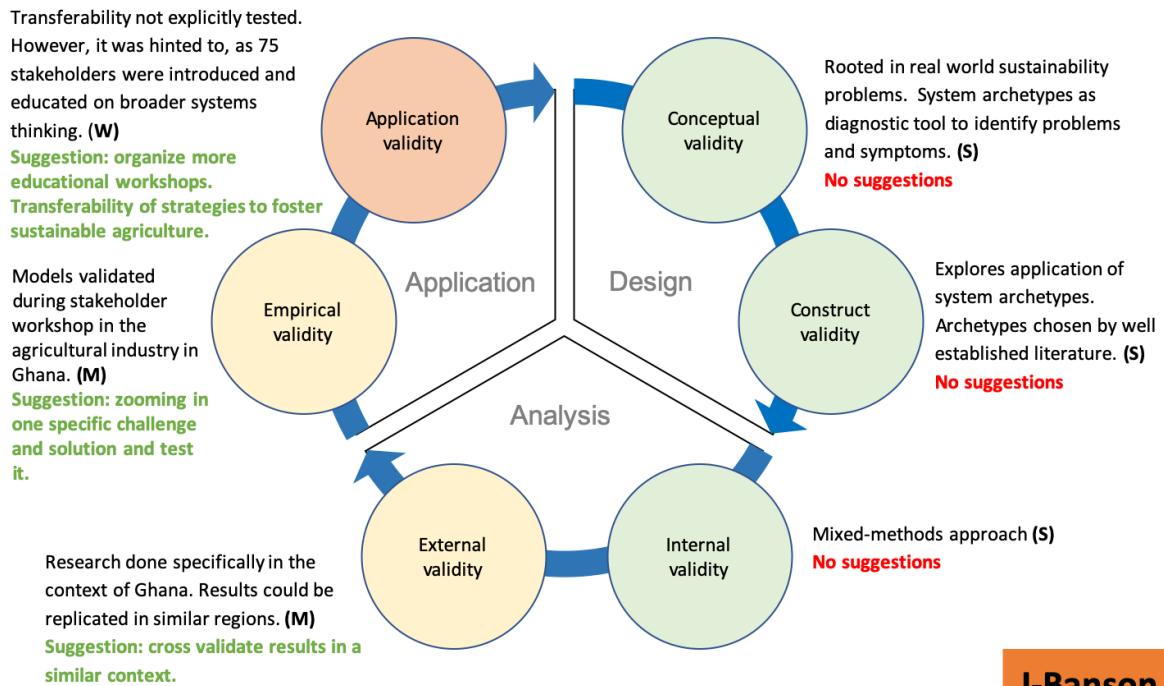 Transferability not explicitly tested.
However, it was hinted to, as 75
stakeholders were introduced and
educated on broader systems
thinking. (W)
Suggestion: organize more
educational workshops.
Transferability of strategies to foster
sustainable agriculture.
Application
validity
Conceptual
validity
Rooted in real world sustainability
problems. System archetypes as
diagnostic tool to identify problems
and symptoms. (S)
No suggestions
Models validated
during stakeholder
workshop in the
agricultural industry in
Ghana. (M)
Suggestion: zooming in
one specific challenge
and solution and test
it.
Empirical
validity
Application
Design
Construct
validity
Explores application of
system archetypes.
Archetypes chosen by well
established literature. (S)
No suggestions
Analysis
Research done specifically in the
context of Ghana. Results could be
replicated in similar regions. (M)
Suggestion: cross validate results in a
similar context.
External
validity
Internal
validity
Mixed-methods approach (S)
No suggestions